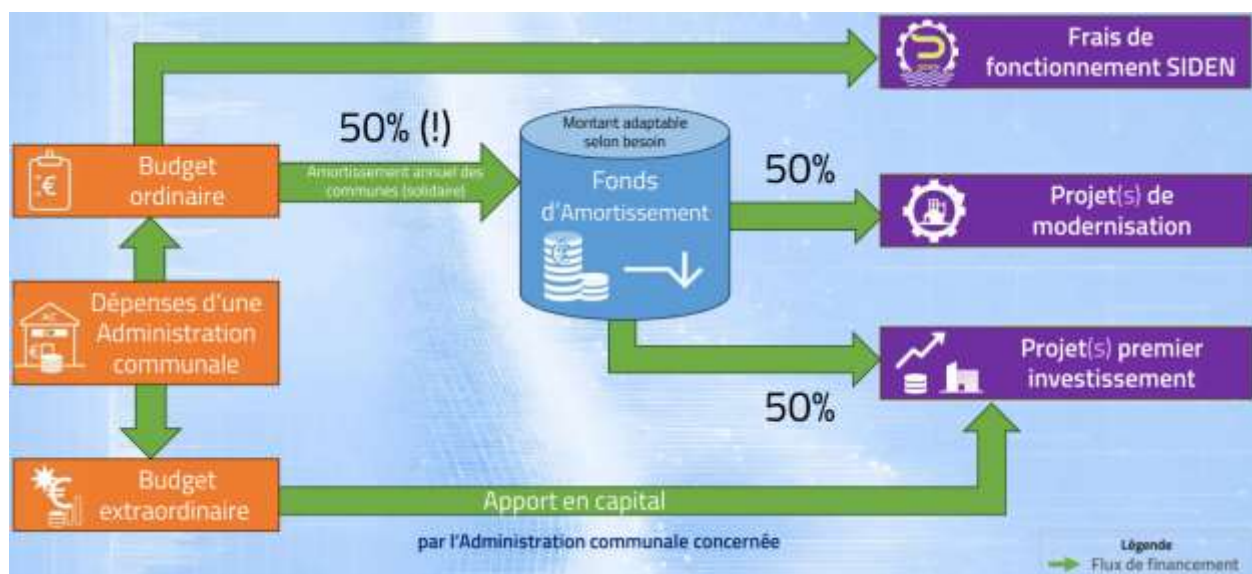 Frais de
fonctionnement SIDEN
50% (!)
Montant adaptable
selon besoin
Budget
ordinaire
Amortissement annuel des
communes (solidaire)
Fonds
d'Amortissement
50%
Projet(s) de
modernisation
Dépenses d'une
Administration
communale
Projet(s) premier
investissement
50%
Budget
extraordinaire
Apport en capital
par l'Administration communale concernée
Légende
Flux de financement